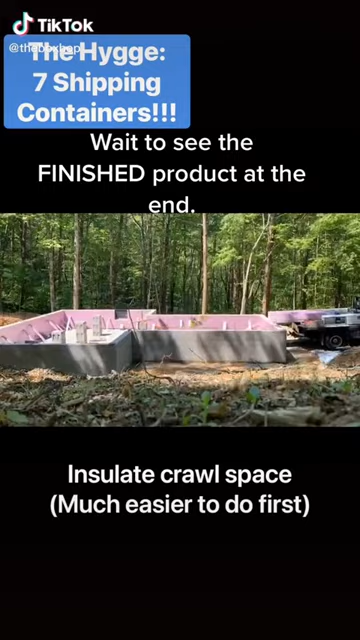 TikTok
@theboxhop
The Hygge:
7 Shipping
Containers!!!
Wait to see the
FINISHED product at the
end.
Insulate crawl space
(Much easier to do first)